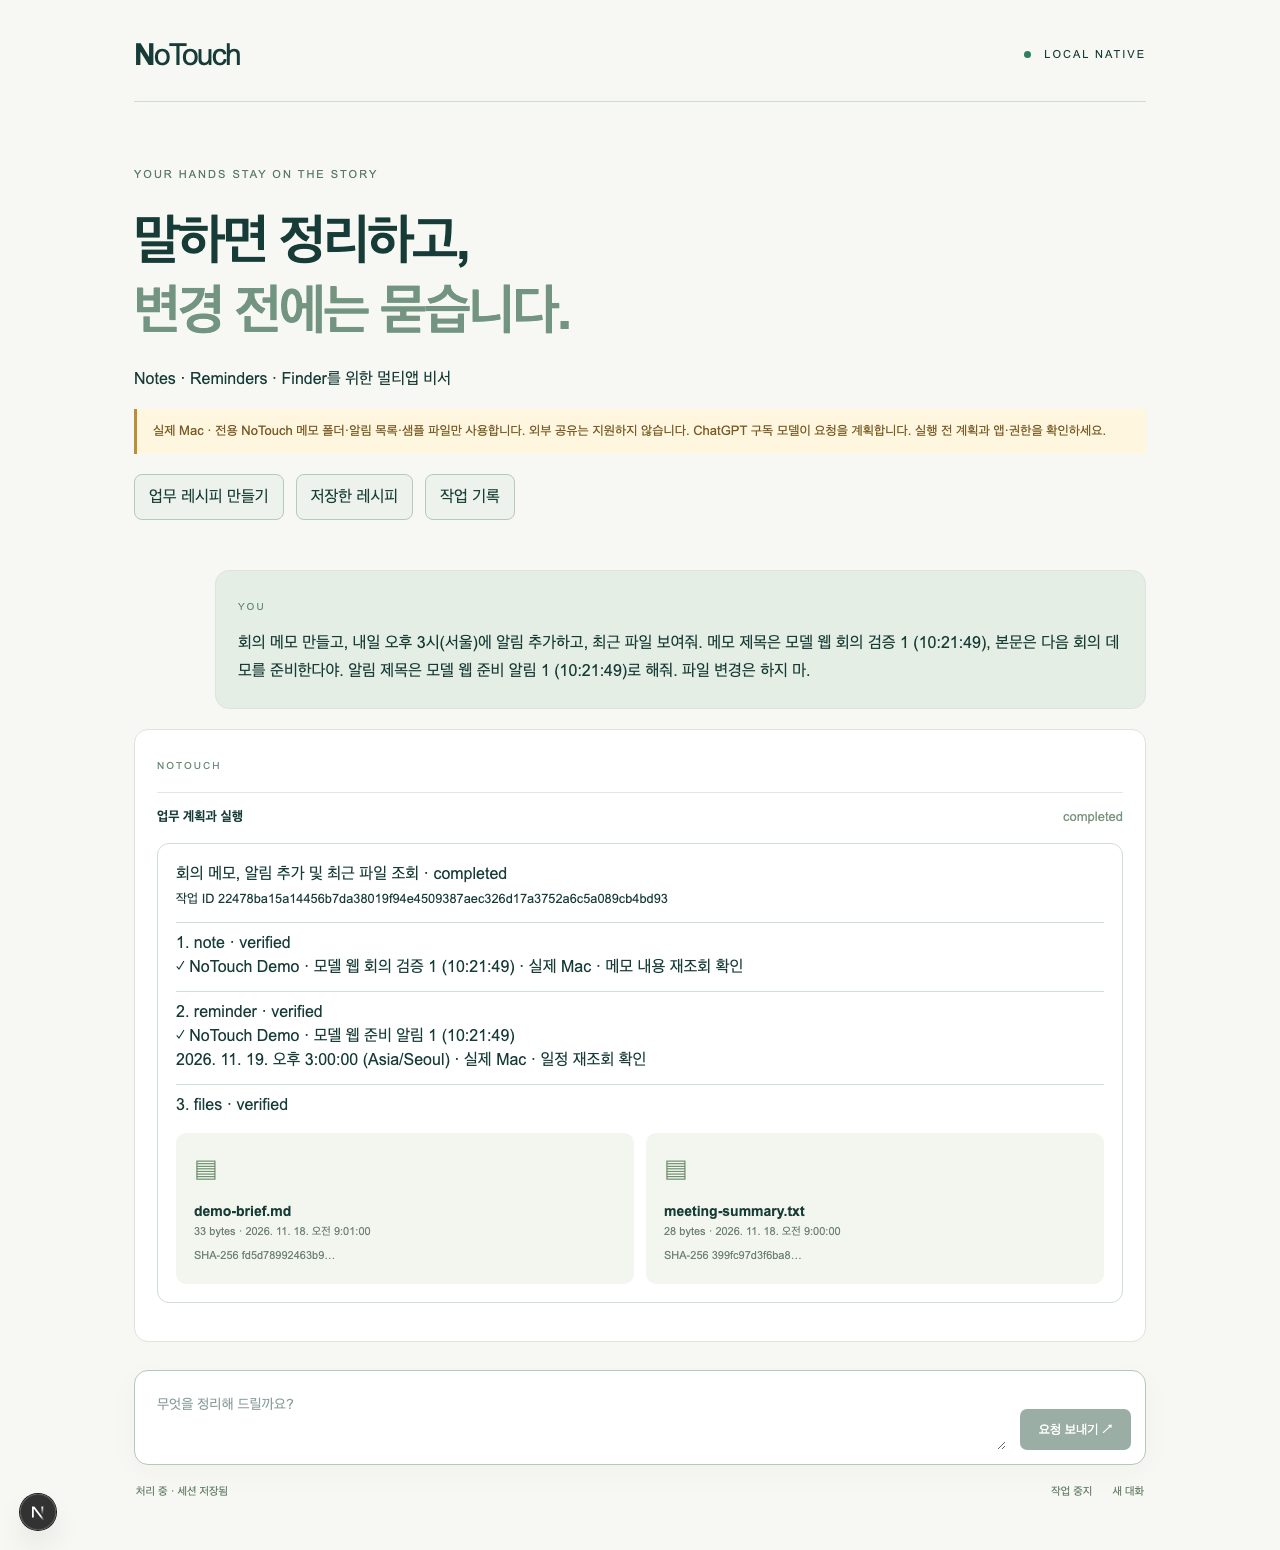 NoTouch
LOCAL NATIVE
YOUR HANDS STAY ON THE STORY
말하면 정리하고,
변경 전에는 묻습니다.
Notes · Reminders · Finder를 위한 멀티앱 비서
실제 Mac · 전용 NoTouch 메모 폴더·알림 목록·샘플 파일만 사용합니다. 외부 공유는 지원하지 않습니다. ChatGPT 구독 모델이 요청을 계획합니다. 실행 전 계획과 앱·권한을 확인하세요.
업무 레시피 만들기
저장한 레시피
작업 기록
YOU
회의 메모 만들고, 내일 오후 3시(서울)에 알림 추가하고, 최근 파일 보여줘. 메모 제목은 모델 웹 회의 검증 1 (10:21:49), 본문은 다음 회의 데
모를 준비한다야. 알림 제목은 모델 웹 준비 알림 1 (10:21:49)로 해줘. 파일 변경은 하지 마.
NOTOUCH
업무 계획과 실행
completed
회의 메모, 알림 추가 및 최근 파일 조회 · completed
작업 ID 22478ba15a14456b7da38019f94e4509387aec326d17a3752a6c5a089cb4bd93
1. note · verified
✓ NoTouch Demo · 모델 웹 회의 검증 1 (10:21:49) · 실제 Mac · 메모 내용 재조회 확인
2. reminder · verified
✓ NoTouch Demo · 모델 웹 준비 알림 1 (10:21:49)
2026. 11. 19. 오후 3:00:00 (Asia/Seoul) · 실제 Mac · 일정 재조회 확인
3. files · verified
demo-brief.md
33 bytes · 2026. 11. 18. 오전 9:01:00
SHA-256 fd5d78992463b9…
meeting-summary.txt
28 bytes · 2026. 11. 18. 오전 9:00:00
SHA-256 399fc97d3f6ba8…
무엇을 정리해 드릴까요?
요청 보내기 ↗
처리 중 · 세션 저장됨
작업 중지
새 대화
N